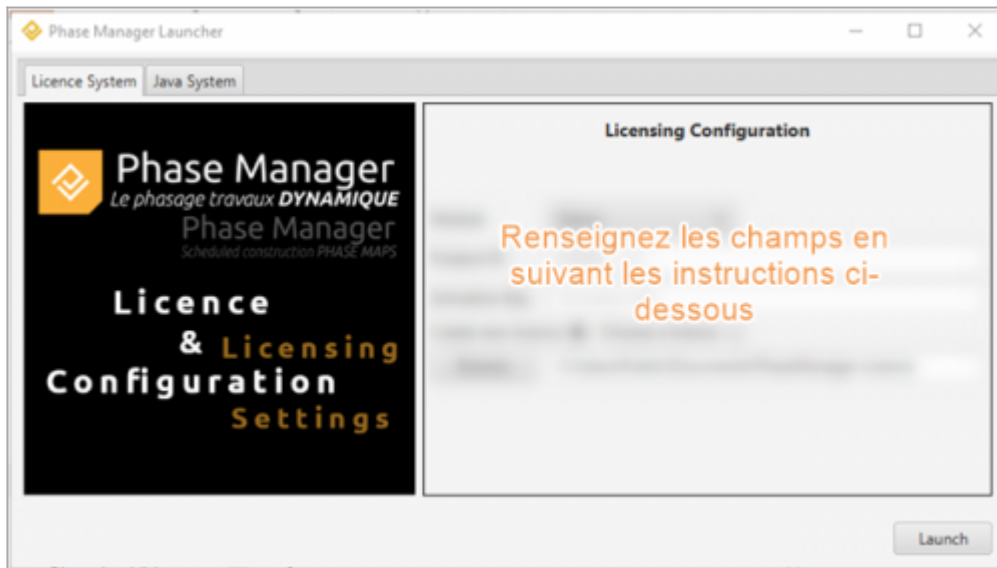 Phase Manager Launcher
Licence System
Java System
Phase Manager
Le phasage travaux DYNAMIQUE
Phase Manager
Scheduled construction PHASE MAPS
Licence
& Licensing
Configuration
Settings
Licensing Configuration
Renseignez les champs en
suivant les instructions ci-
dessous
Launch